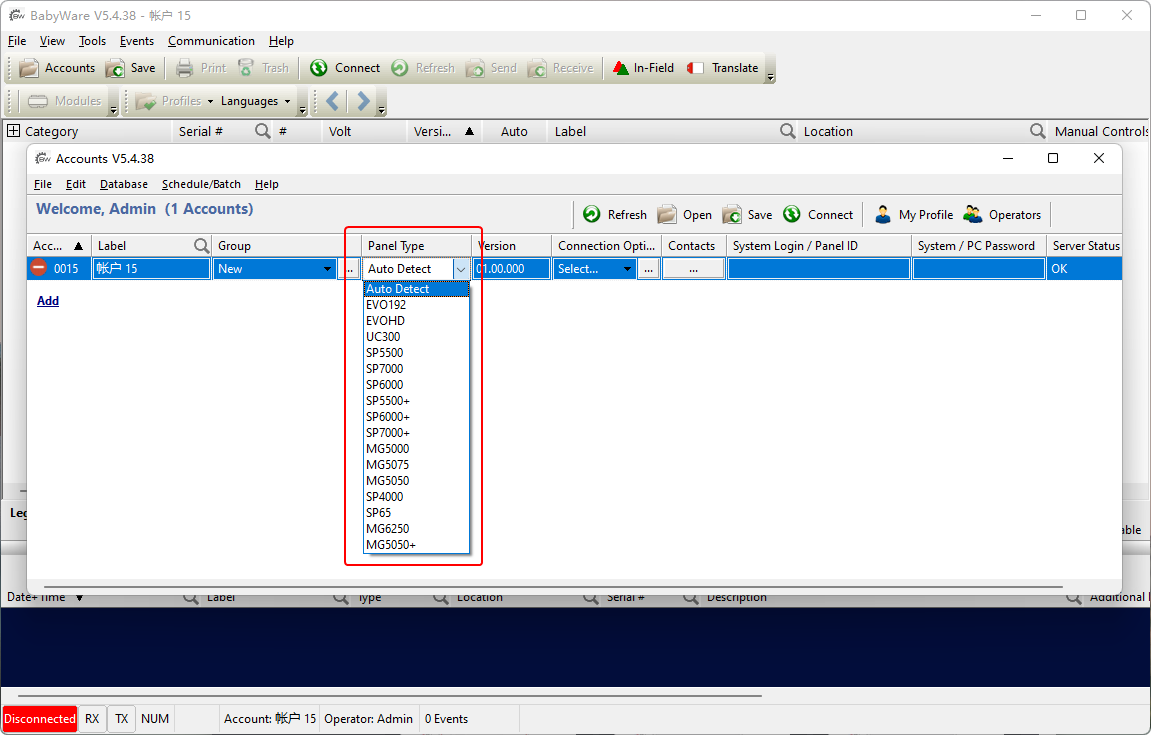 BabyWare V5.4.38 - 帐户 15
File View Tools Events Communication Help
Accounts Save Print Trash Connect Refresh Send Receive In-Field Translate
Modules Profiles Languages
Category Serial # # Volt Versi... Auto Label Location Manual Controls
Accounts V5.4.38
File Edit Database Schedule/Batch Help
Welcome, Admin (1 Accounts)
Refresh Open Save Connect My Profile Operators
Acc... Label Group Panel Type Version Connection Opti... Contacts System Login / Panel ID System / PC Password Server Status
0015 帐户 15 New ... Auto Detect 01.00.000 Select... ... ... OK
Add
Auto Detect
EVO192
EVOHD
UC300
SP5500
SP7000
SP6000
SP5500+
SP6000+
SP7000+
MG5000
MG5075
MG5050
SP4000
SP65
MG6250
MG5050+
Leg
able
Date+Time Label Type Location Serial # Description Additional
Disconnected RX TX NUM Account: 帐户 15 Operator: Admin 0 Events